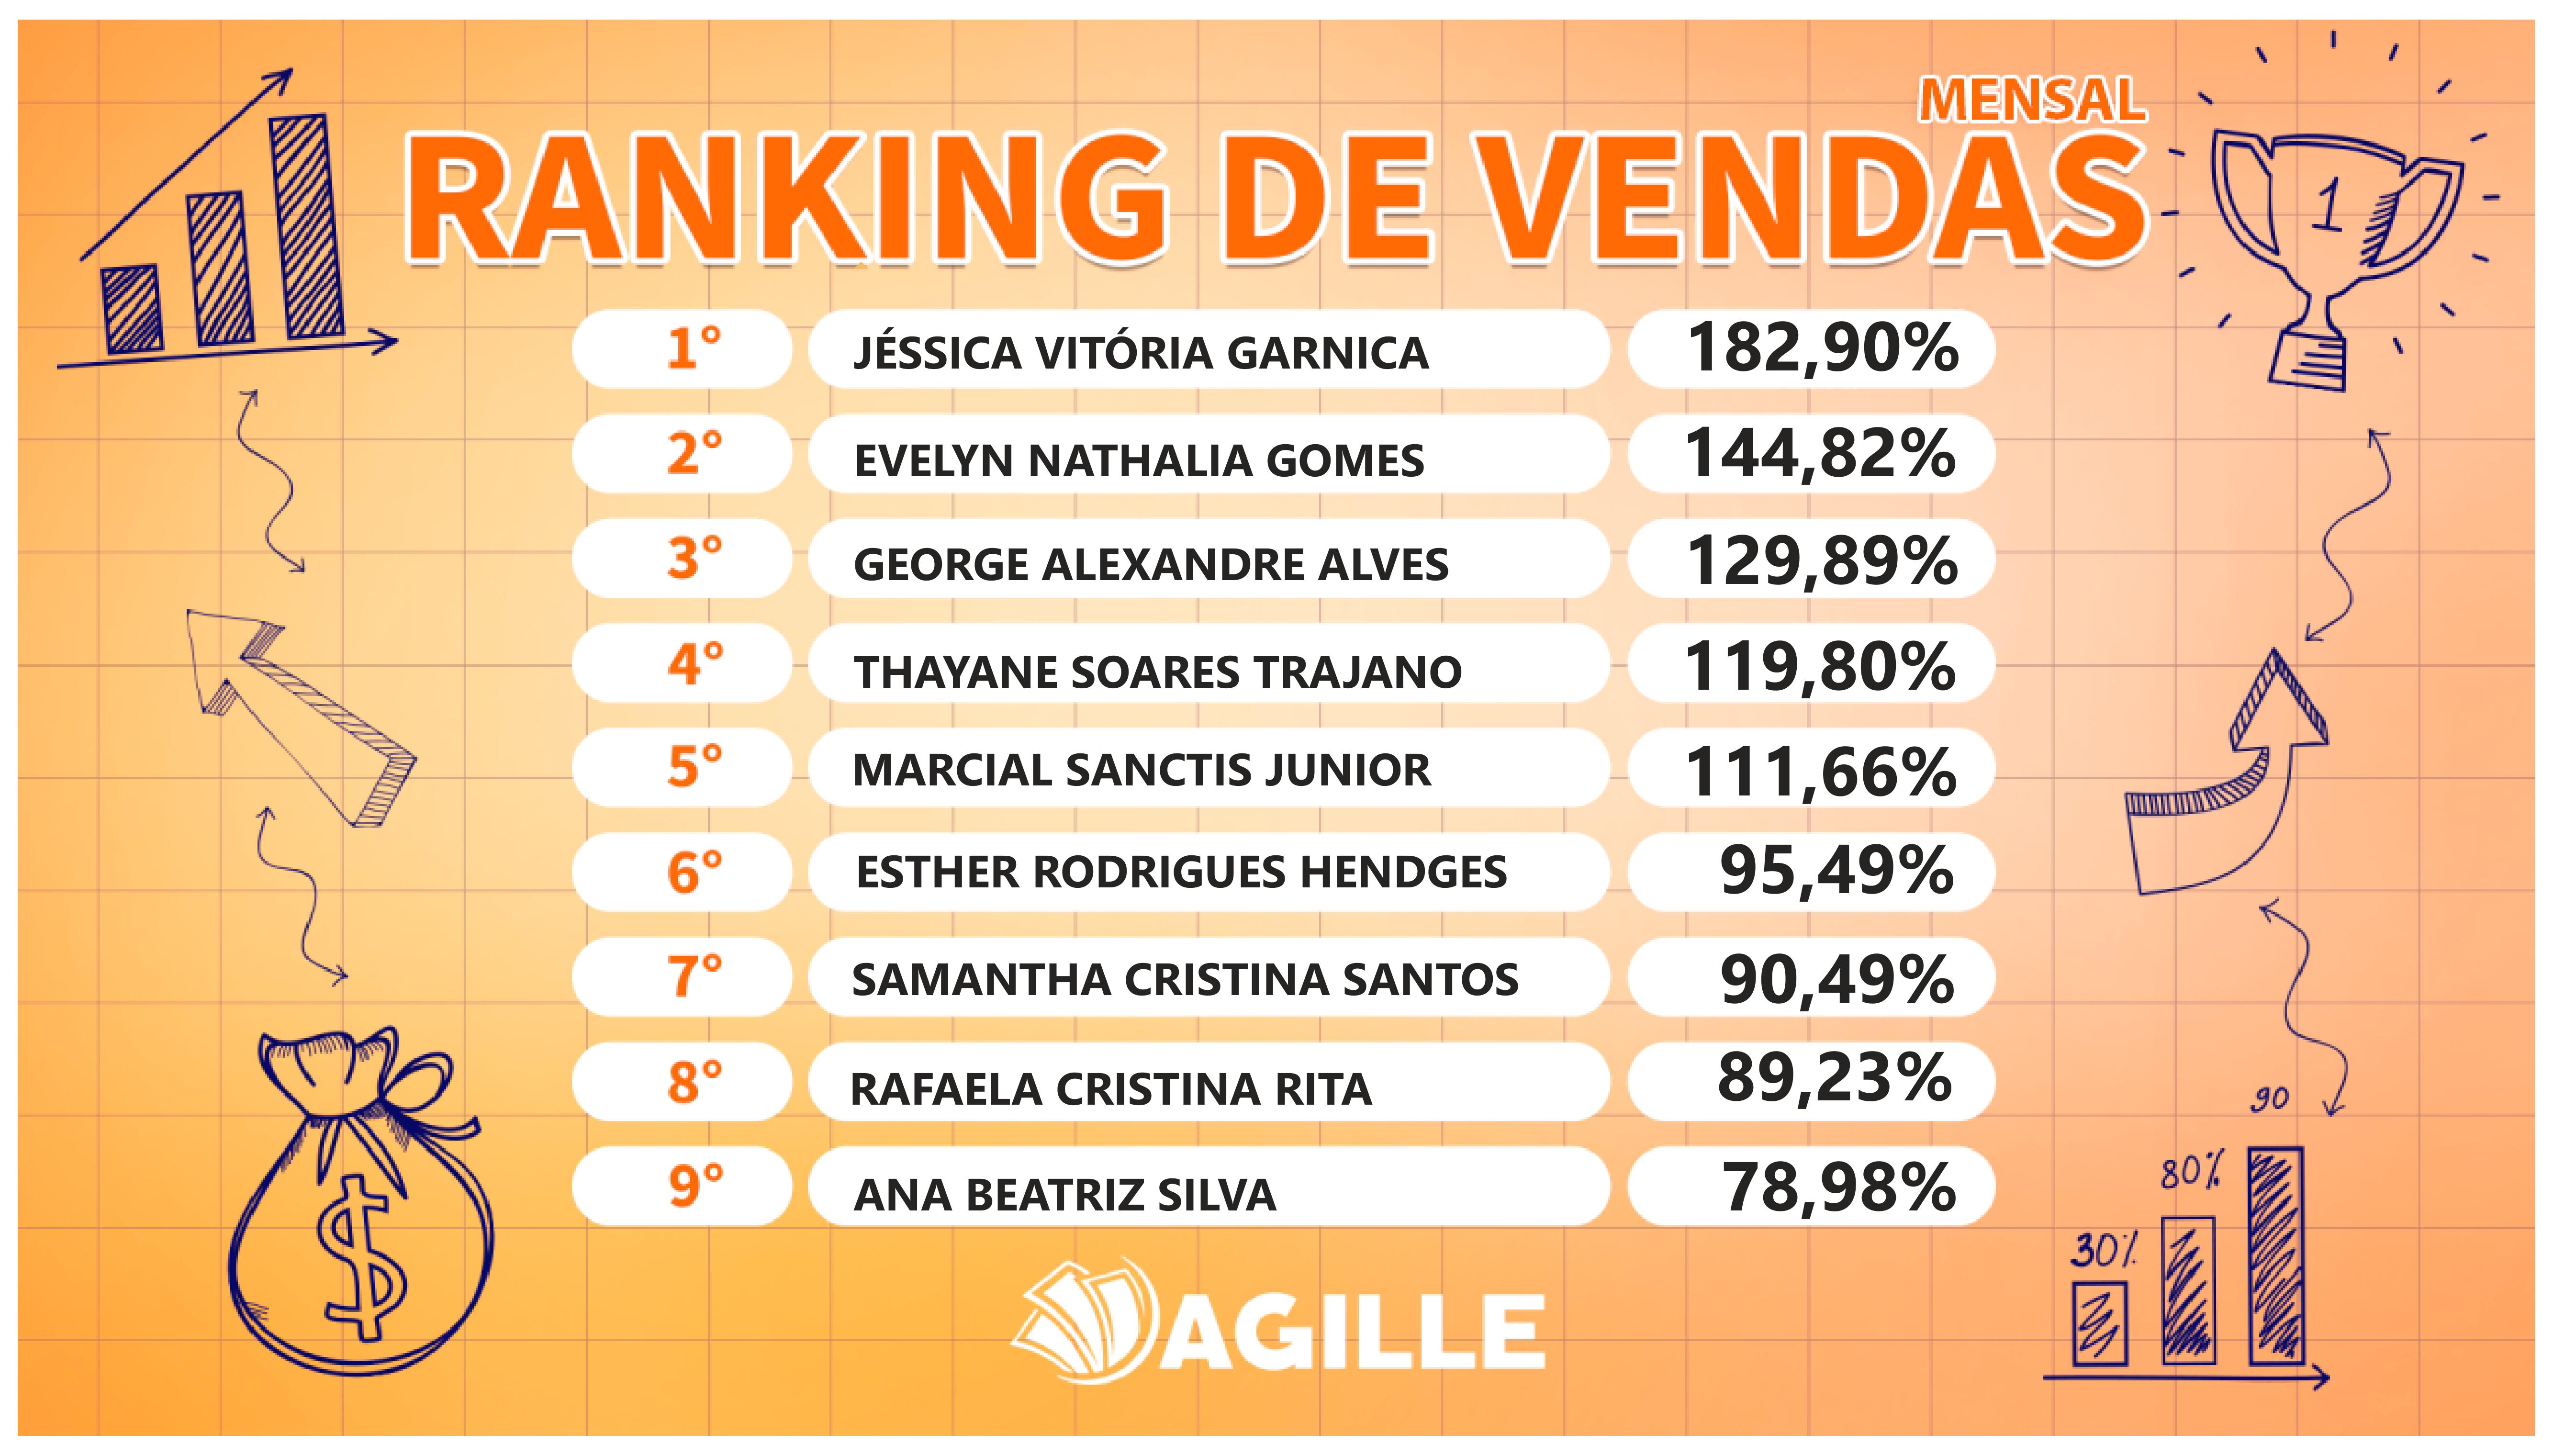 MENSAL
RANKING DE VENDAS
1
1° JÉSSICA VITÓRIA GARNICA 182,90%
2° EVELYN NATHALIA GOMES 144,82%
3° GEORGE ALEXANDRE ALVES 129,89%
4° THAYANE SOARES TRAJANO 119,80%
5° MARCIAL SANCTIS JUNIOR 111,66%
6° ESTHER RODRIGUES HENDGES 95,49%
7° SAMANTHA CRISTINA SANTOS 90,49%
8° RAFAELA CRISTINA RITA 89,23%
9° ANA BEATRIZ SILVA 78,98%
$
90
80%
30%
AGILLE